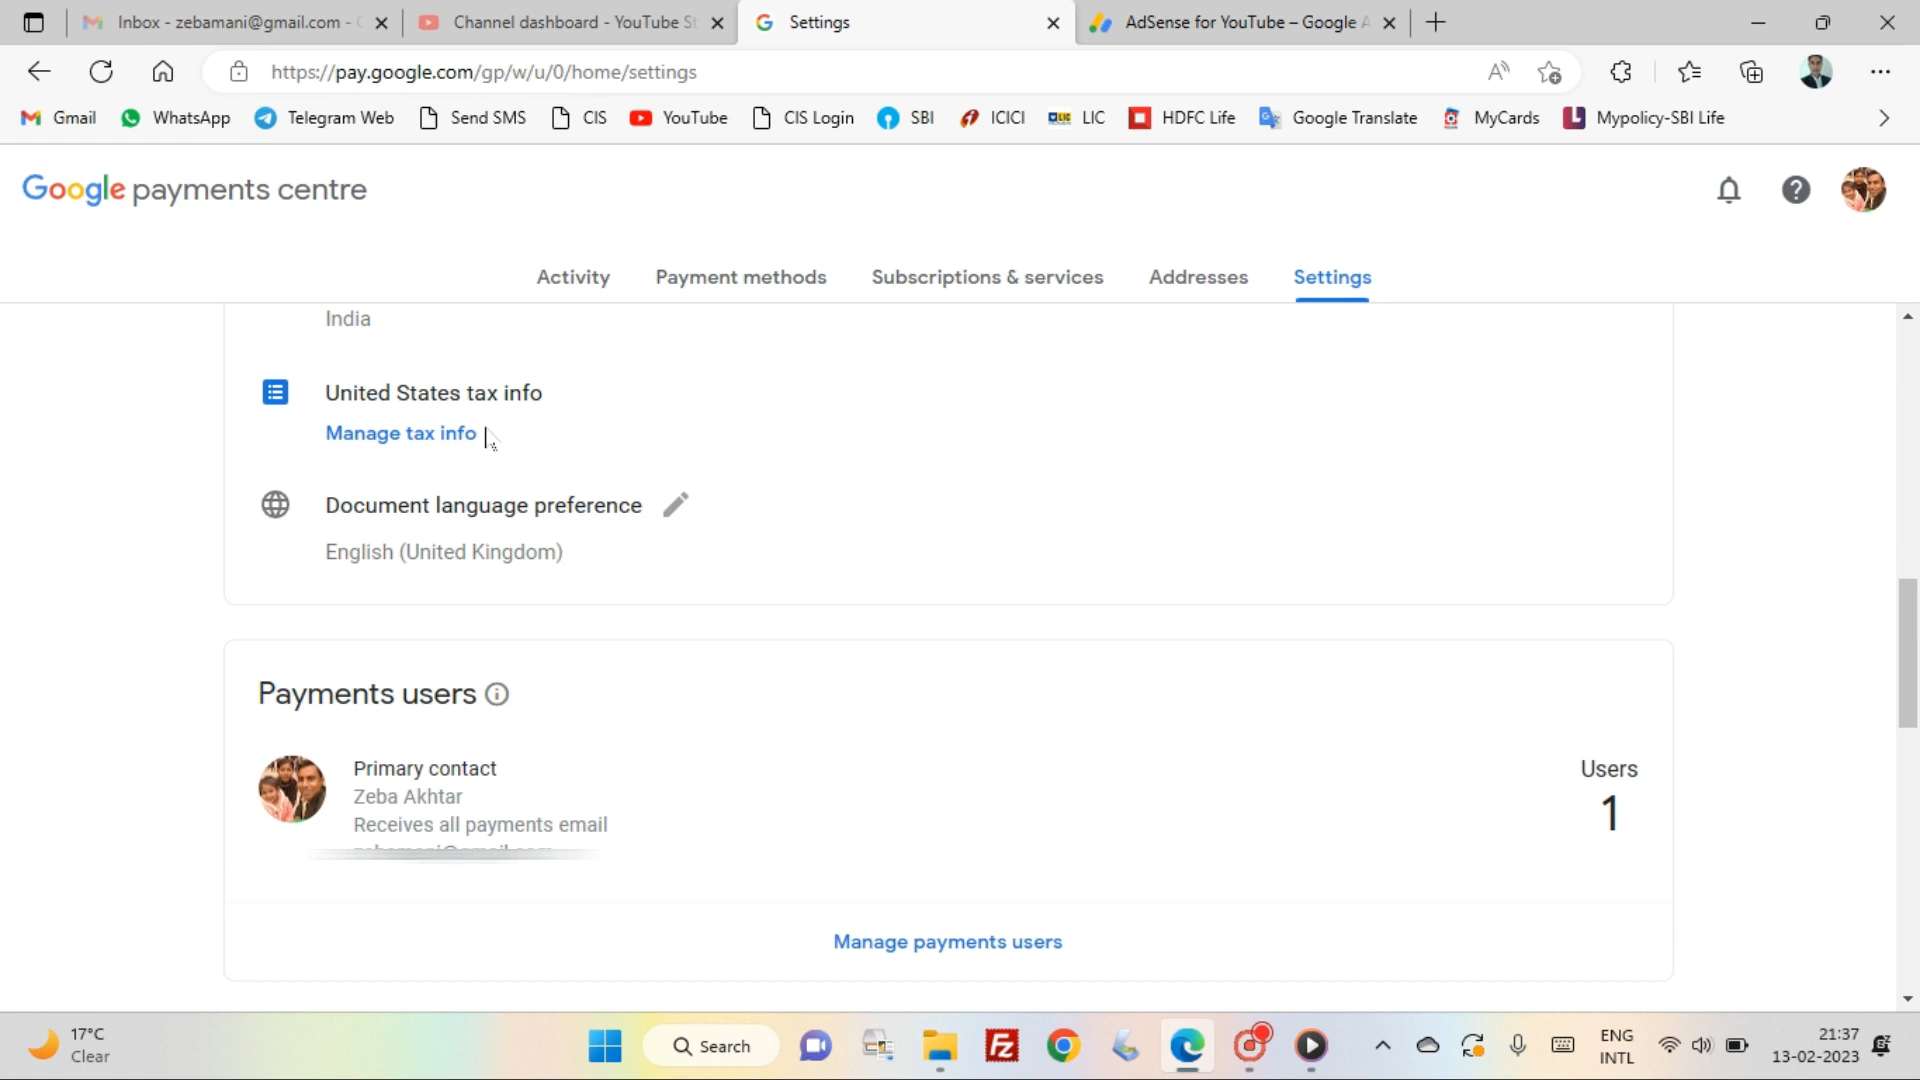 Inbox - zebamani@gmail.com -
Channel dashboard - YouTube St
Settings
AdSense for YouTube – Google A
https://pay.google.com/gp/w/u/0/home/settings
Gmail
WhatsApp
Telegram Web
Send SMS
CIS
YouTube
CIS Login
SBI
ICICI
LIC
HDFC Life
Google Translate
MyCards
Mypolicy-SBI Life
Google payments centre
Activity
Payment methods
Subscriptions & services
Addresses
Settings
India
United States tax info
Manage tax info
Document language preference
English (United Kingdom)
Payments users
Primary contact
Zeba Akhtar
Receives all payments email
Users
1
Manage payments users
17°C
Clear
Search
ENG
INTL
21:37
13-02-2023